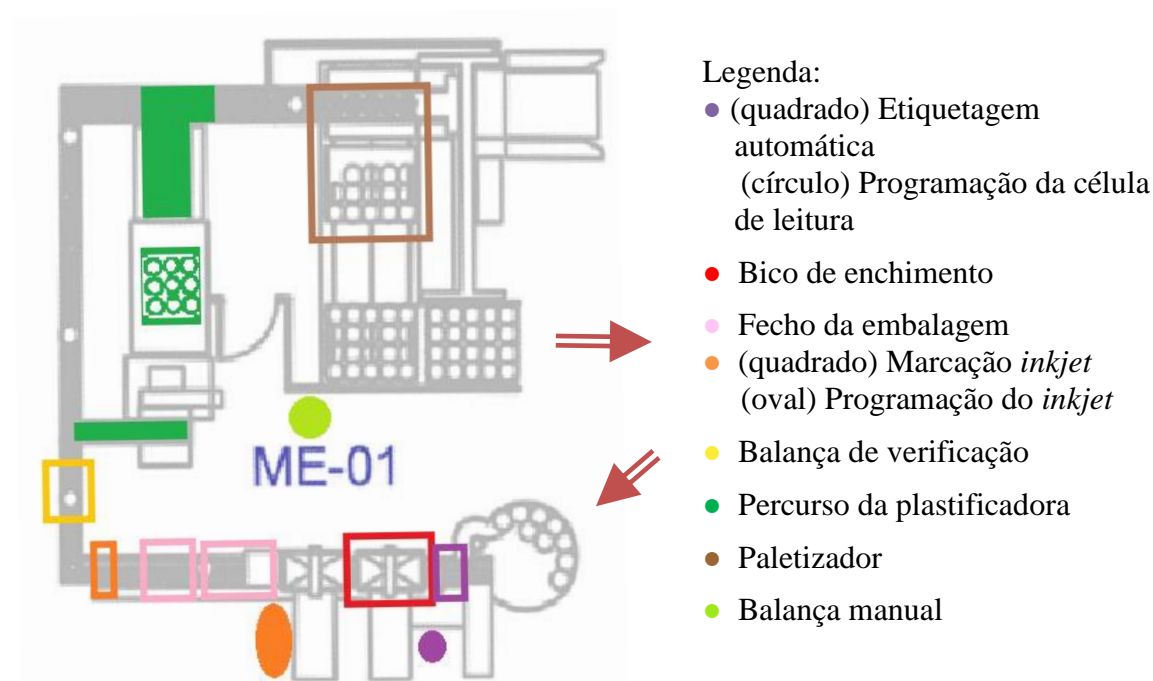 Legenda:
(quadrado) Etiquetagem
automática
(círculo) Programação da célula
de leitura
Bico de enchimento
Fecho da embalagem
(quadrado) Marcação inkjet
(oval) Programação do inkjet
Balança de verificação
Percurso da plastificadora
Paletizador
Balança manual
ME-01